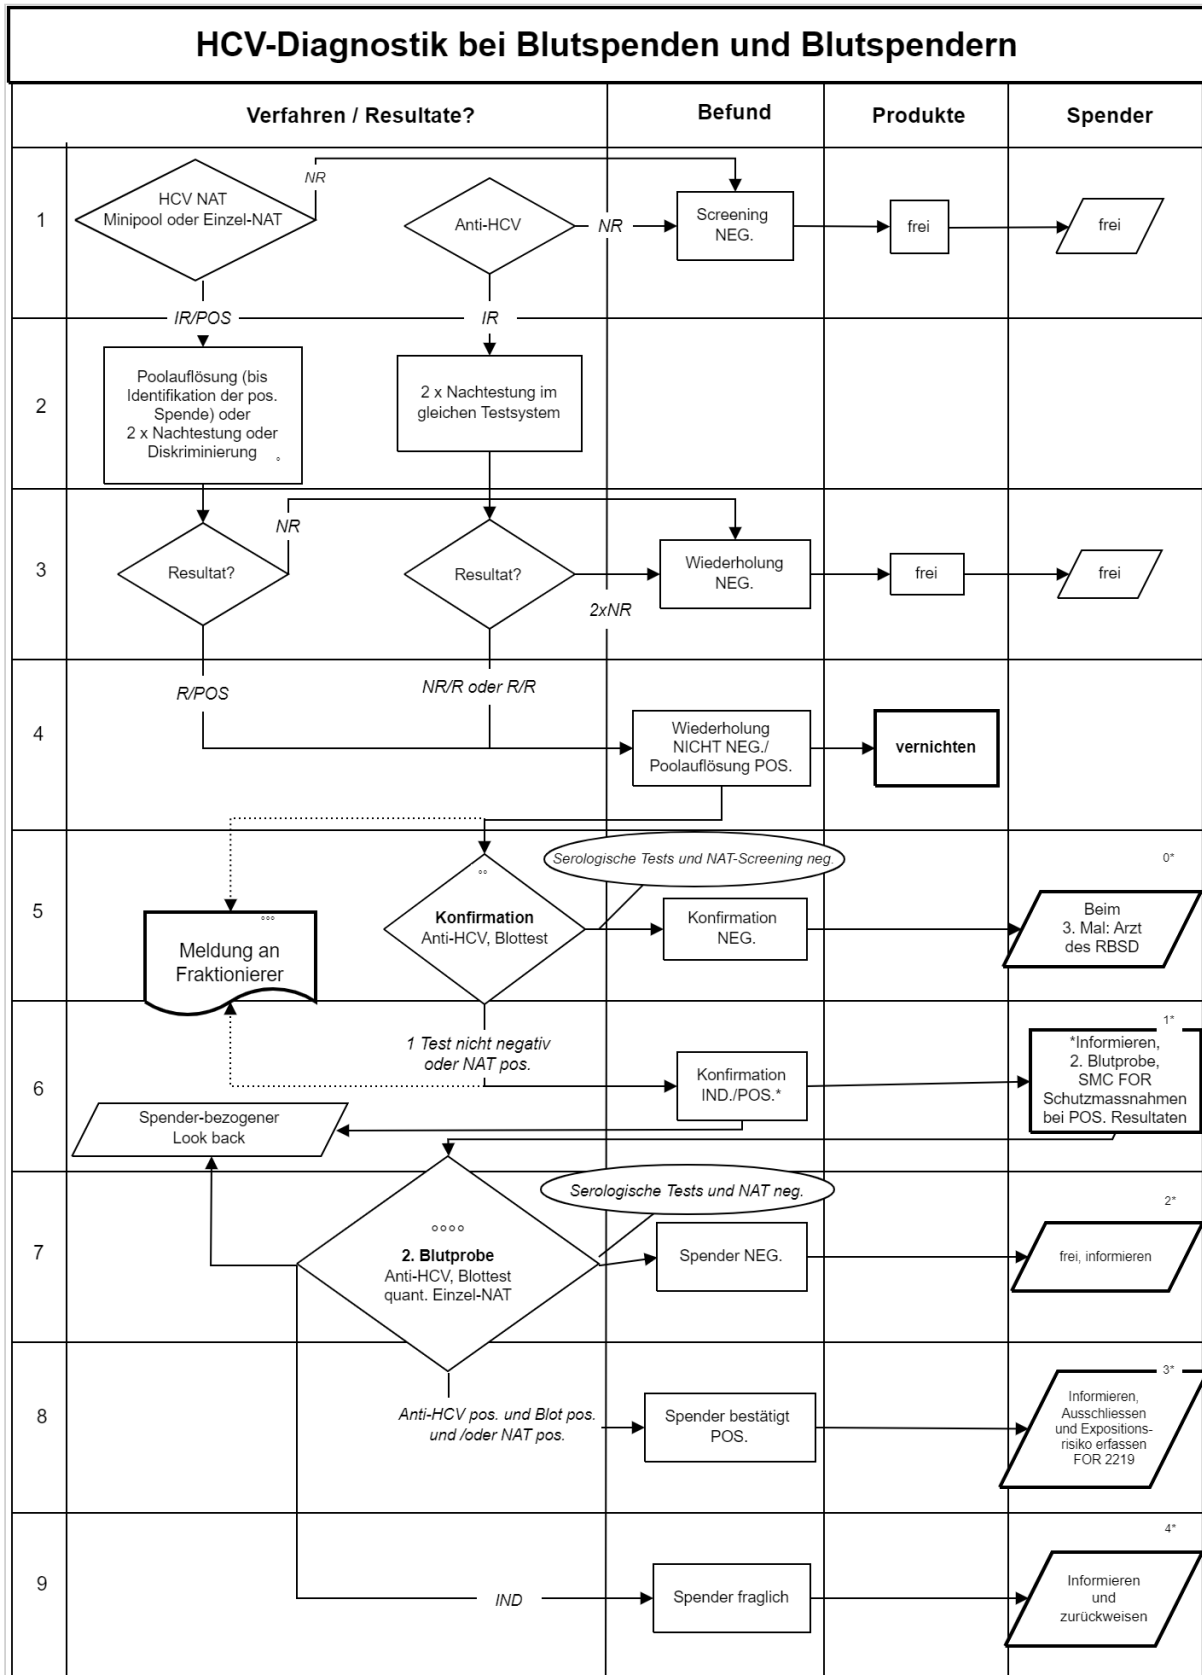 HCV-Diagnostik bei Blutspenden und Blutspendern
Verfahren / Resultate?
Befund
Produkte
Spender
1
HCV NAT
Minipool oder Einzel-NAT
NR
Anti-HCV
NR
Screening
NEG.
frei
frei
IR/POS
IR
2
Poolauflösung (bis
Identifikation der pos.
Spende) oder
2 x Nachtestung oder
Diskriminierung °
2 x Nachtestung im
gleichen Testsystem
3
Resultat?
NR
Resultat?
2xNR
Wiederholung
NEG.
frei
frei
R/POS
NR/R oder R/R
4
Wiederholung
NICHT NEG./
Poolauflösung POS.
vernichten
5
°°°
Meldung an
Fraktionierer
°°
Konfirmation
Anti-HCV, Blottest
Serologische Tests und NAT-Screening neg.
Konfirmation
NEG.
0*
Beim
3. Mal: Arzt
des RBSD
6
1 Test nicht negativ
oder NAT pos.
Konfirmation
IND./POS.*
1*
*Informieren,
2. Blutprobe,
SMC FOR
Schutzmassnahmen
bei POS. Resultaten
Spender-bezogener
Look back
7
°°°°
2. Blutprobe
Anti-HCV, Blottest
quant. Einzel-NAT
Serologische Tests und NAT neg.
Spender NEG.
2*
frei, informieren
8
Anti-HCV pos. und Blot pos.
und /oder NAT pos.
Spender bestätigt
POS.
3*
Informieren,
Ausschliessen
und Expositions-
risiko erfassen
FOR 2219
9
IND
Spender fraglich
4*
Informieren
und
zurückweisen